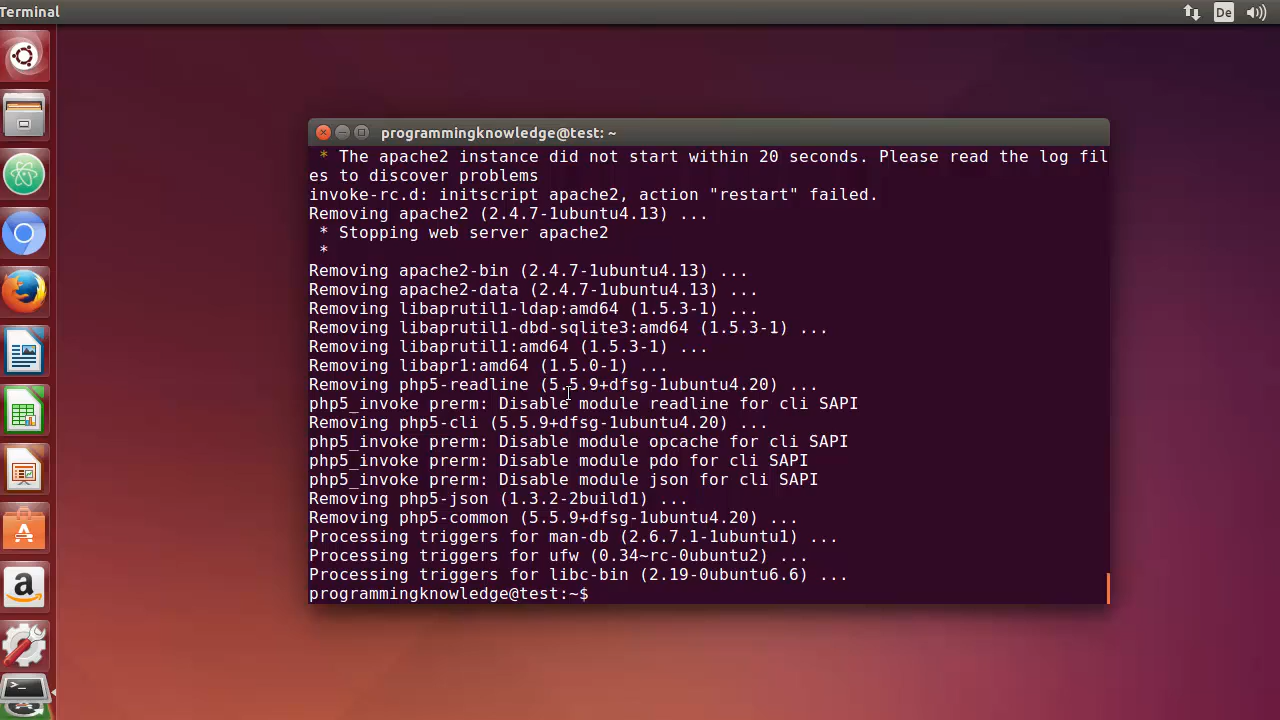 Terminal
De
programmingknowledge@test: ~
* The apache2 instance did not start within 20 seconds. Please read the log fil
es to discover problems
invoke-rc.d: initscript apache2, action "restart" failed.
Removing apache2 (2.4.7-1ubuntu4.13) ...
* Stopping web server apache2
*
Removing apache2-bin (2.4.7-1ubuntu4.13) ...
Removing apache2-data (2.4.7-1ubuntu4.13) ...
Removing libaprutil1-ldap:amd64 (1.5.3-1) ...
Removing libaprutil1-dbd-sqlite3:amd64 (1.5.3-1) ...
Removing libaprutil1:amd64 (1.5.3-1) ...
Removing libapr1:amd64 (1.5.0-1) ...
Removing php5-readline (5.5.9+dfsg-1ubuntu4.20) ...
php5_invoke prerm: Disable module readline for cli SAPI
Removing php5-cli (5.5.9+dfsg-1ubuntu4.20) ...
php5_invoke prerm: Disable module opcache for cli SAPI
php5_invoke prerm: Disable module pdo for cli SAPI
php5_invoke prerm: Disable module json for cli SAPI
Removing php5-json (1.3.2-2build1) ...
Removing php5-common (5.5.9+dfsg-1ubuntu4.20) ...
Processing triggers for man-db (2.6.7.1-1ubuntu1) ...
Processing triggers for ufw (0.34~rc-0ubuntu2) ...
Processing triggers for libc-bin (2.19-0ubuntu6.6) ...
programmingknowledge@test:~$